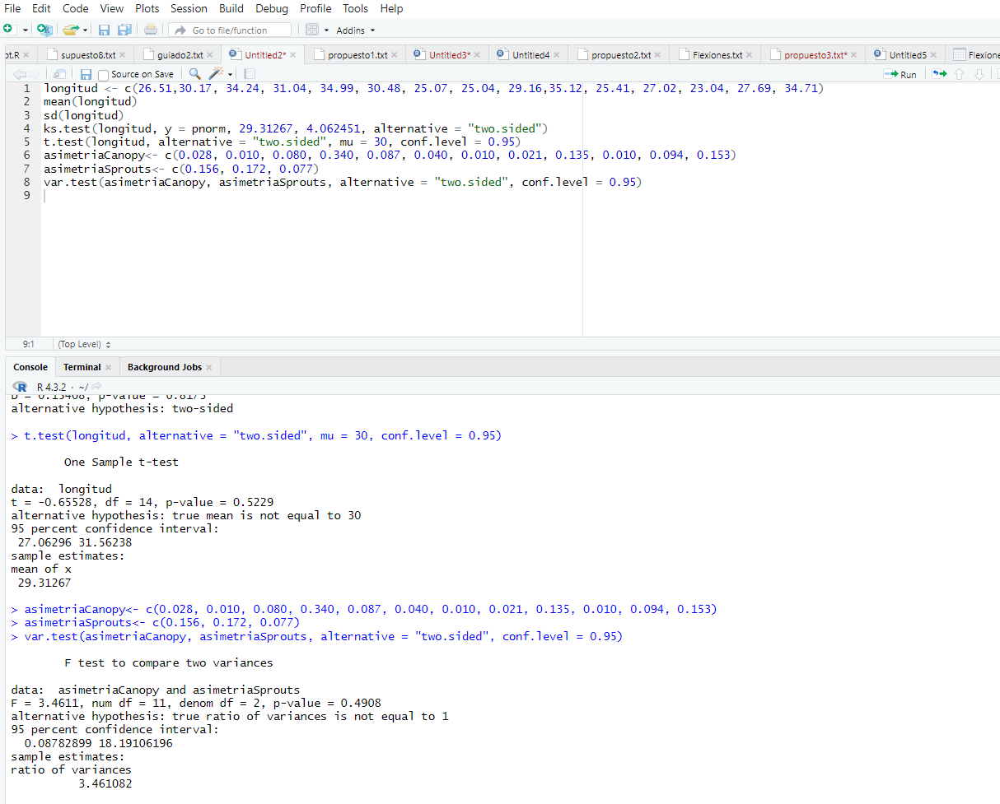 File Edit Code View Plots Session Build Debug Profile Tools Help
Go to file/function Addins
ot.R supuesto8.txt guiado2.txt Untitled2* propuesto1.txt Untitled3* Untitled4 propuesto2.txt Flexiones.txt propuesto3.txt* Untitled5 Flexione
Source on Save Run
1 longitud <- c(26.51,30.17, 34.24, 31.04, 34.99, 30.48, 25.07, 25.04, 29.16,35.12, 25.41, 27.02, 23.04, 27.69, 34.71)
2 mean(longitud)
3 sd(longitud)
4 ks.test(longitud, y = pnorm, 29.31267, 4.062451, alternative = "two.sided")
5 t.test(longitud, alternative = "two.sided", mu = 30, conf.level = 0.95)
6 asimetriaCanopy<- c(0.028, 0.010, 0.080, 0.340, 0.087, 0.040, 0.010, 0.021, 0.135, 0.010, 0.094, 0.153)
7 asimetriaSprouts<- c(0.156, 0.172, 0.077)
8 var.test(asimetriaCanopy, asimetriaSprouts, alternative = "two.sided", conf.level = 0.95)
9
9:1 (Top Level)
Console Terminal Background Jobs
R 4.3.2 · ~/
D = 0.15408, p-value = 0.8175
alternative hypothesis: two-sided
> t.test(longitud, alternative = "two.sided", mu = 30, conf.level = 0.95)
One Sample t-test
data: longitud
t = -0.65528, df = 14, p-value = 0.5229
alternative hypothesis: true mean is not equal to 30
95 percent confidence interval:
27.06296 31.56238
sample estimates:
mean of x
29.31267
> asimetriaCanopy<- c(0.028, 0.010, 0.080, 0.340, 0.087, 0.040, 0.010, 0.021, 0.135, 0.010, 0.094, 0.153)
> asimetriaSprouts<- c(0.156, 0.172, 0.077)
> var.test(asimetriaCanopy, asimetriaSprouts, alternative = "two.sided", conf.level = 0.95)
F test to compare two variances
data: asimetriaCanopy and asimetriaSprouts
F = 3.4611, num df = 11, denom df = 2, p-value = 0.4908
alternative hypothesis: true ratio of variances is not equal to 1
95 percent confidence interval:
0.08782899 18.19106196
sample estimates:
ratio of variances
3.461082